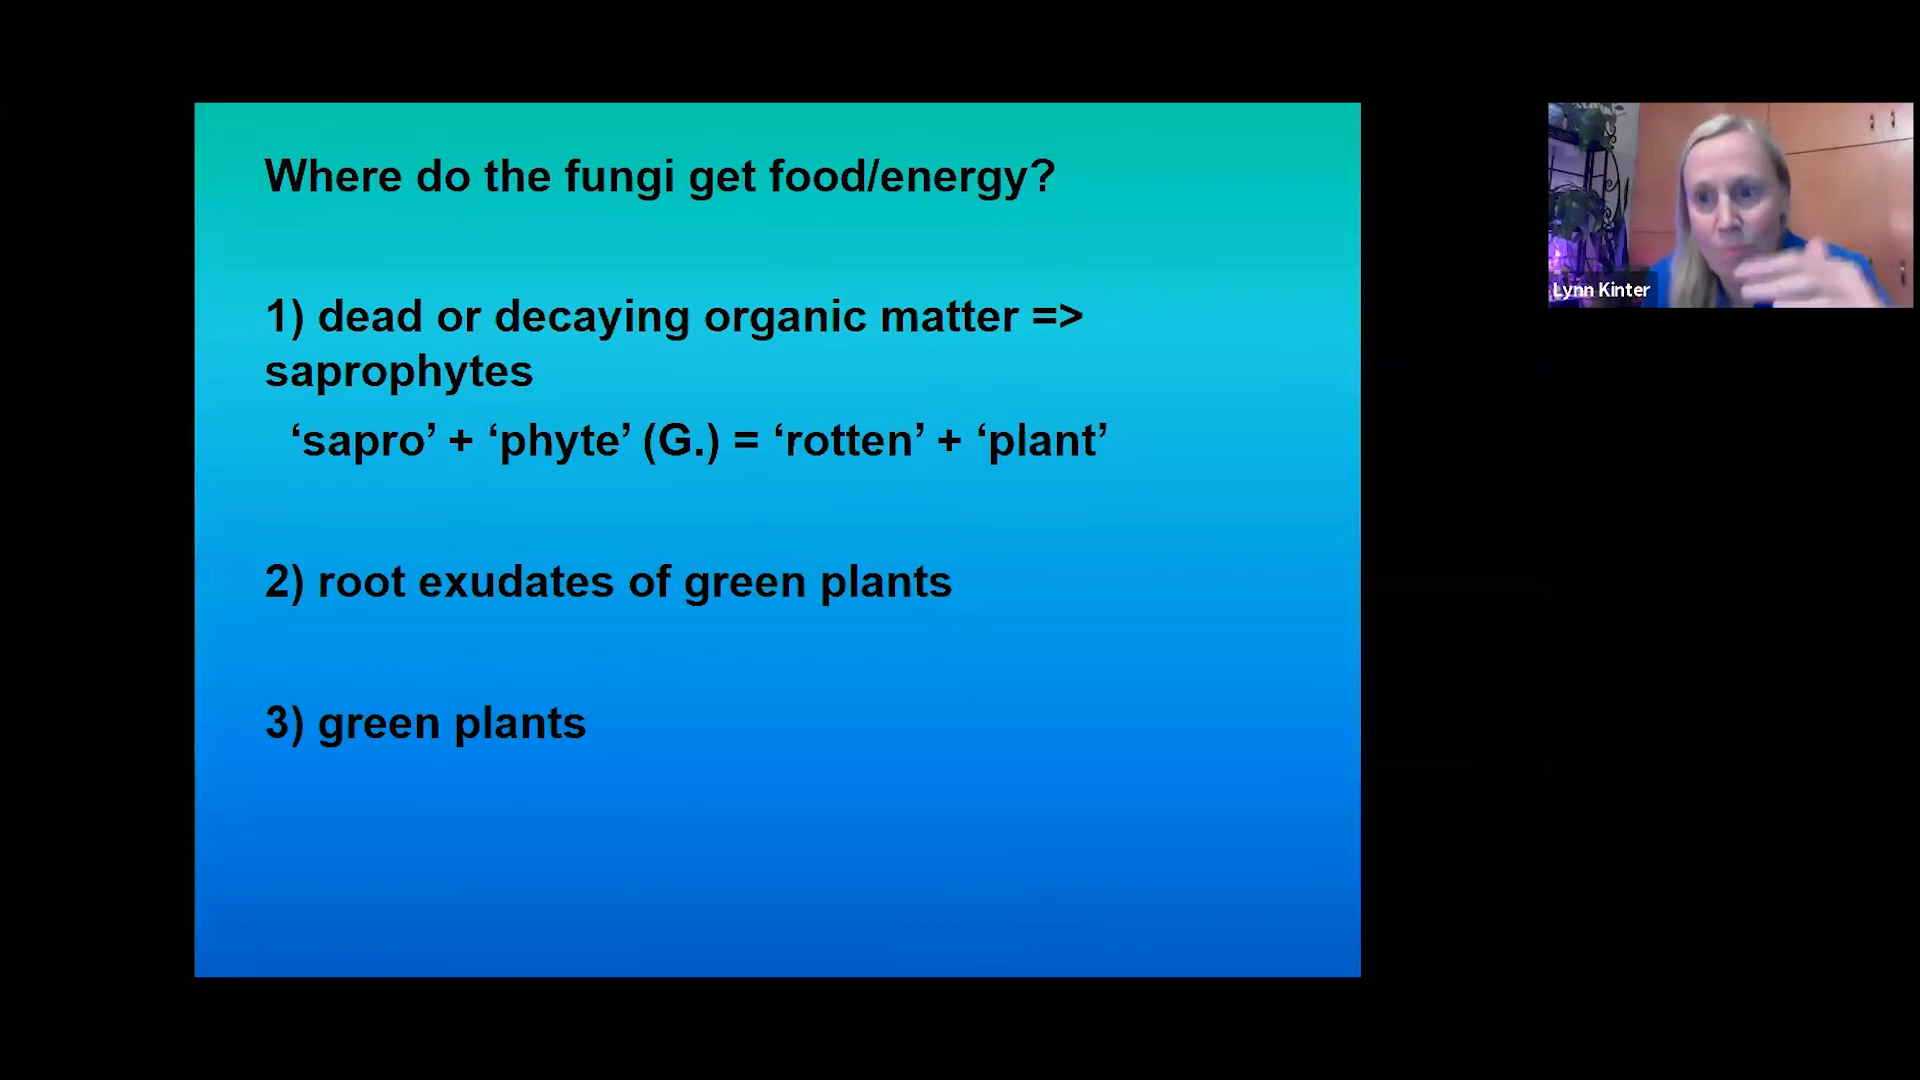 Where do the fungi get food/energy?
1) dead or decaying organic matter =>
saprophytes
‘sapro’ + ‘phyte’ (G.) = ‘rotten’ + ‘plant’
2) root exudates of green plants
3) green plants
Lynn Kinter